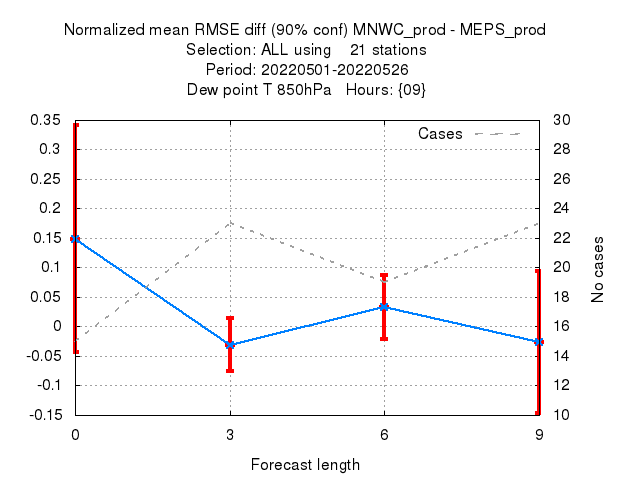 Normalized mean RMSE diff (90% conf) MNWC_prod - MEPS_prod
Selection: ALL using    21 stations
Period: 20220501-20220526
Dew point T 850hPa   Hours: {09}
Cases
0.35
0.3
0.25
0.2
0.15
0.1
0.05
0
-0.05
-0.1
-0.15
30
28
26
24
22
20
18
16
14
12
10
No cases
0 3 6 9
Forecast length